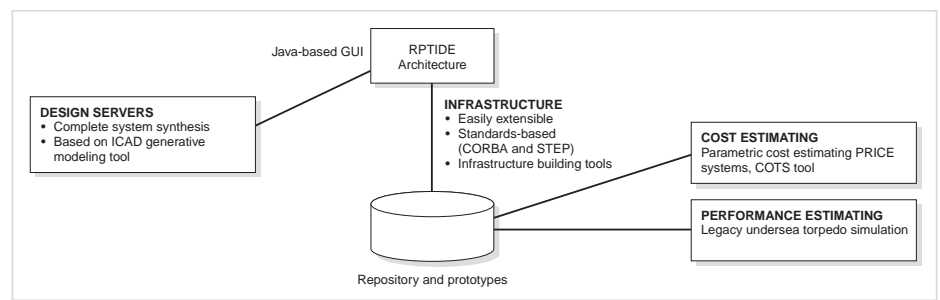 Java-based GUI
RPTIDE
Architecture
DESIGN SERVERS
• Complete system synthesis
• Based on ICAD generative
modeling tool
INFRASTRUCTURE
• Easily extensible
• Standards-based
(CORBA and STEP)
• Infrastructure building tools
COST ESTIMATING
Parametric cost estimating PRICE
systems, COTS tool
PERFORMANCE ESTIMATING
Legacy undersea torpedo simulation
Repository and prototypes